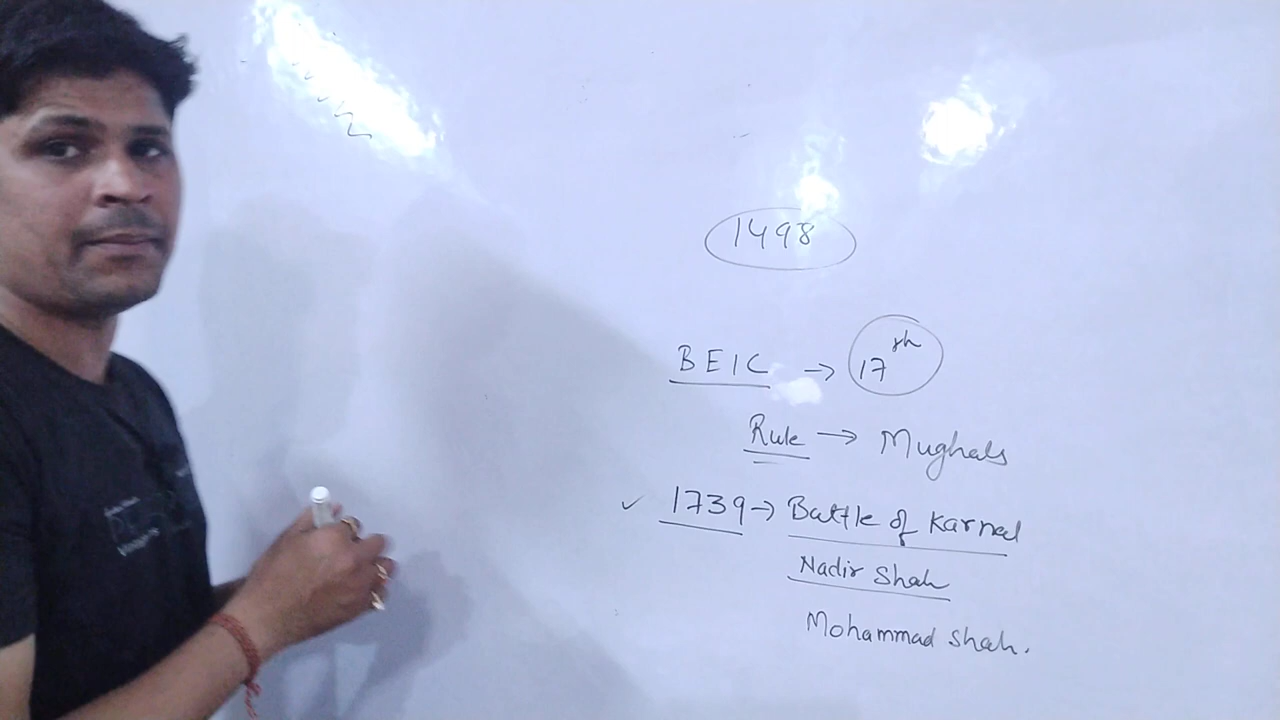 1498
BEIC → 17th
Rule → Mughals
✓ 1739 → Battle of Karnal
Nadir Shah
Mohammad Shah.